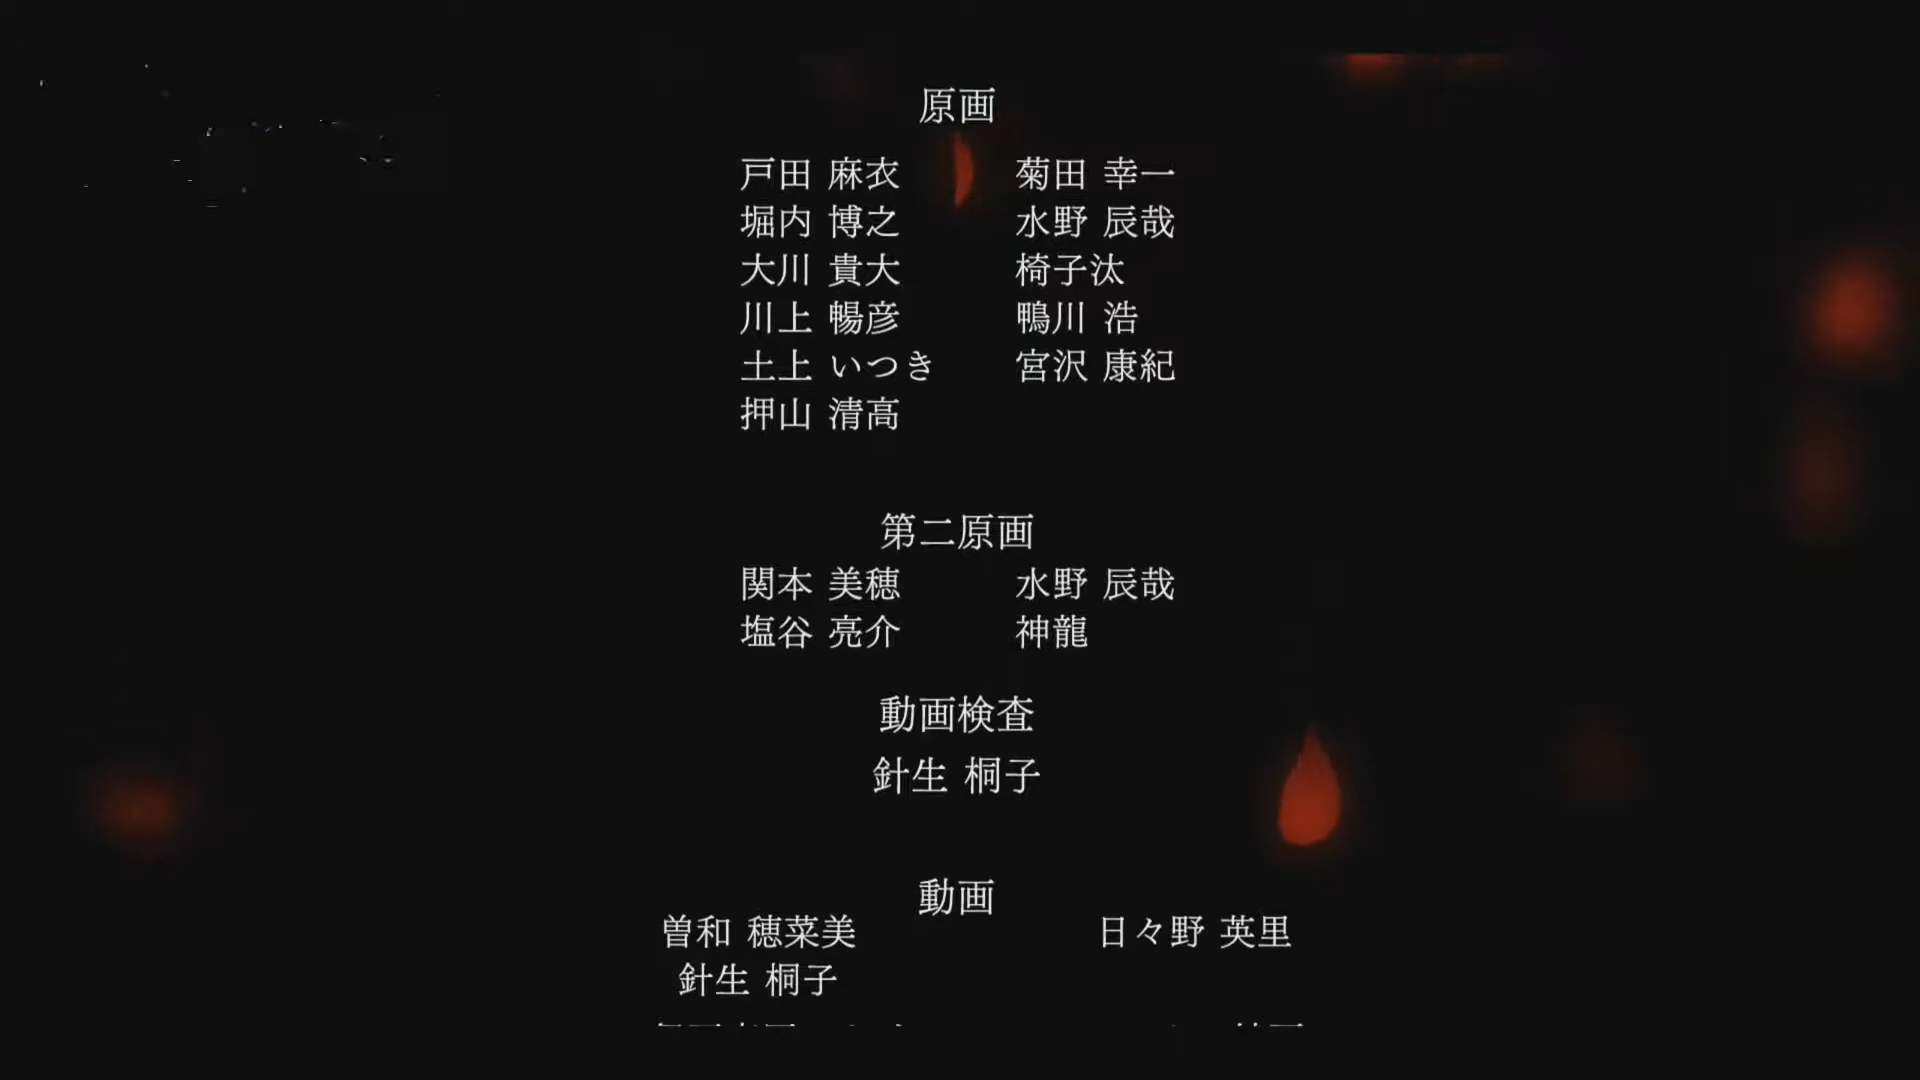 原画
戸田 麻衣 菊田 幸一
堀内 博之 水野 辰哉
大川 貴大 椅子汰
川上 暢彦 鴨川 浩
土上 いつき 宮沢 康紀
押山 清高
第二原画
関本 美穂 水野 辰哉
塩谷 亮介 神龍
動画検査
針生 桐子
動画
曽和 穂菜美 日々野 英里
針生 桐子